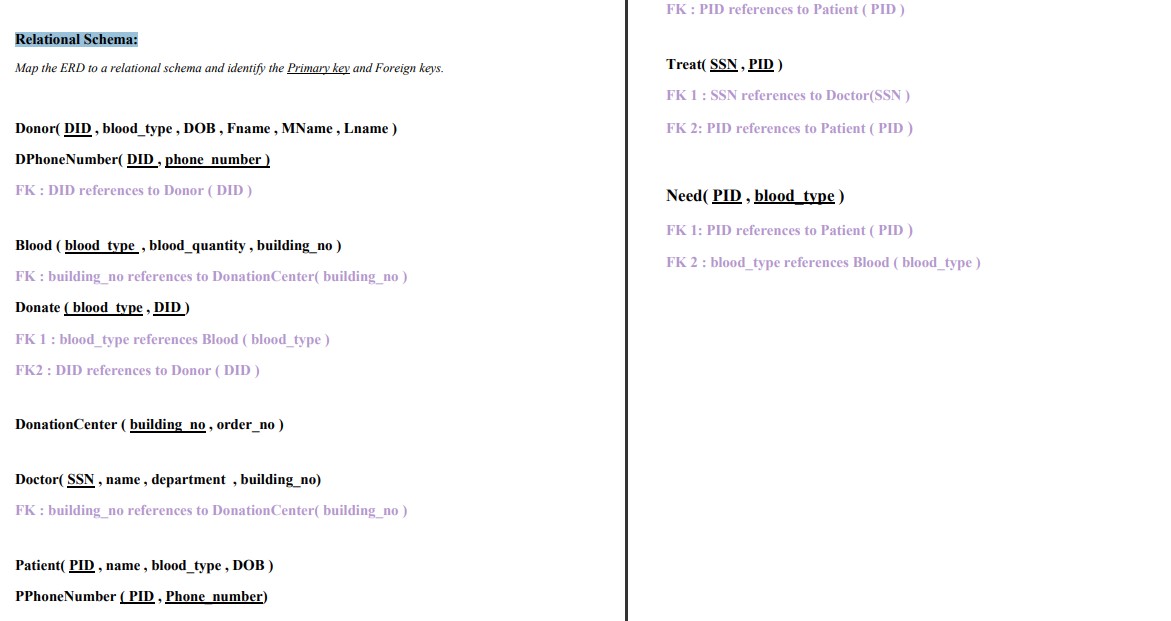 Relational Schema:
Map the ERD to a relational schema and identify the Primary key and Foreign keys.
Donor( DID , blood_type , DOB , Fname , MName , Lname )
DPhoneNumber( DID , phone_number )
FK : DID references to Donor ( DID )
Blood ( blood_type , blood_quantity , building_no )
FK : building_no references to DonationCenter( building_no )
Donate ( blood_type , DID )
FK 1 : blood_type references Blood ( blood_type )
FK2 : DID references to Donor ( DID )
DonationCenter ( building_no , order_no )
Doctor( SSN , name , department , building_no)
FK : building_no references to DonationCenter( building_no )
Patient( PID , name , blood_type , DOB )
PPhoneNumber ( PID , Phone_number)
FK : PID references to Patient ( PID )
Treat( SSN , PID )
FK 1 : SSN references to Doctor(SSN )
FK 2: PID references to Patient ( PID )
Need( PID , blood_type )
FK 1: PID references to Patient ( PID )
FK 2 : blood_type references Blood ( blood_type )